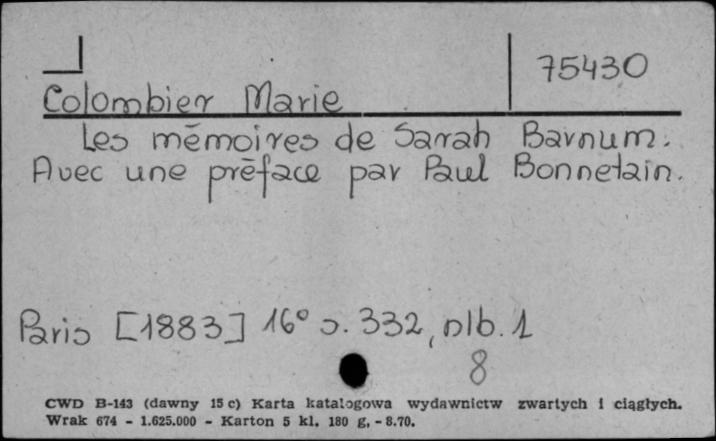 75430
Colombier Marie
Les mēmoires de Sarah Barnum.
Avec une prēface par Paul Bonnetain.
Paris [1883] 16° s. 332, nlb. 1
8
CWD B-143 (dawny 15 c) Karta katalogowa wydawnictw zwartych i ciągłych.
Wrak 674 - 1.625.000 - Karton 5 kl. 180 g. - 8.70.